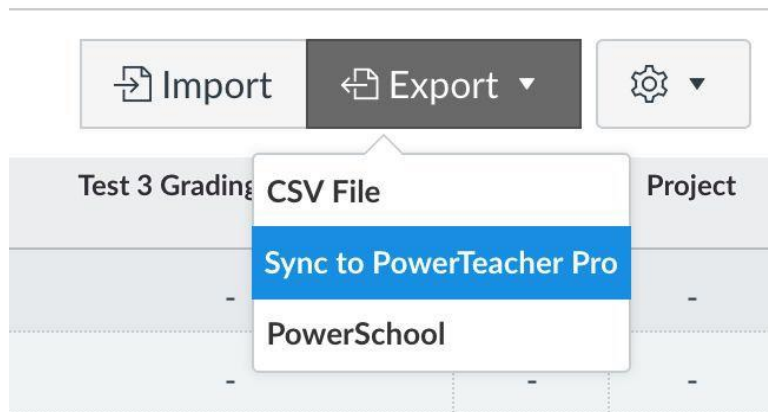 Import Export
Test 3 Grading Project
CSV File
Sync to PowerTeacher Pro
- -
PowerSchool
- - -